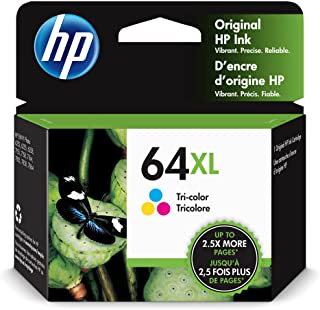 hp
Original
HP Ink
Vibrant. Precise. Reliable.
D'encre
d'origine HP
Vibrant. Précis. Fiable.
64XL
Tri-color
Tricolore
UP TO
2.5X MORE
PAGES*
JUSQU'À
2,5 FOIS PLUS
DE PAGES*